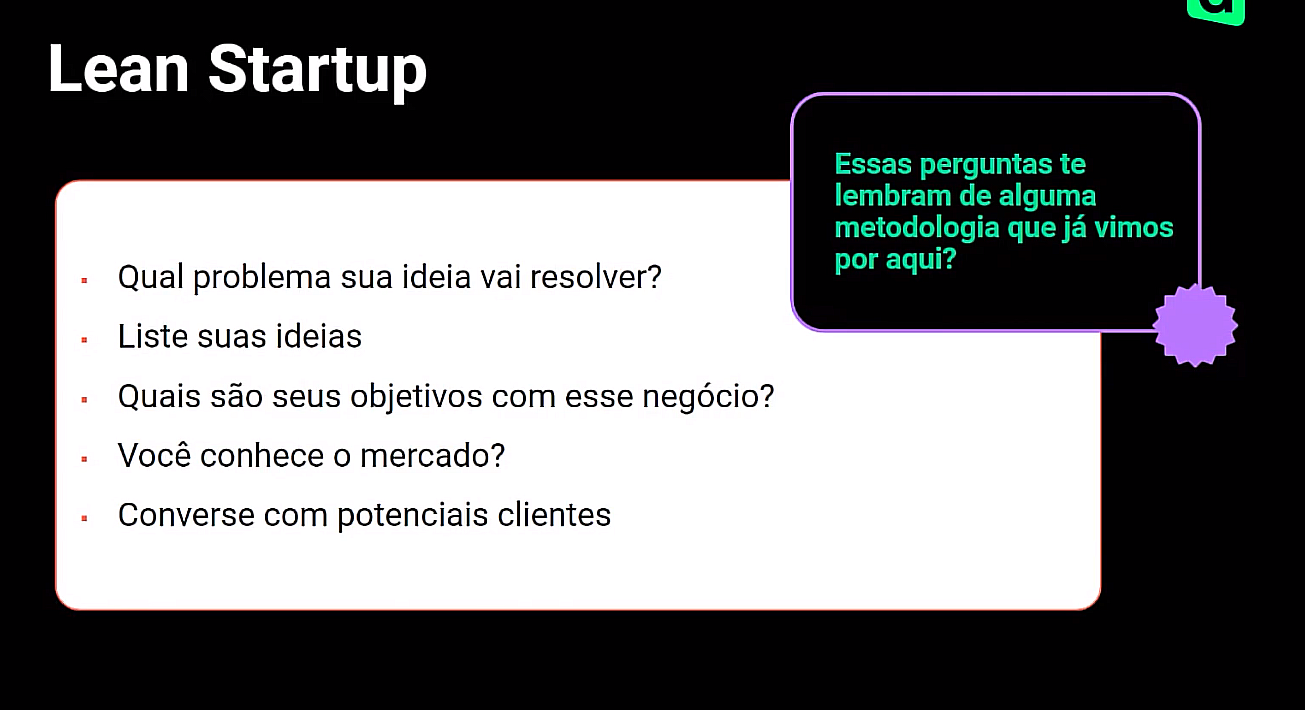 Lean Startup
Essas perguntas te
lembram de alguma
metodologia que já vimos
por aqui?
Qual problema sua ideia vai resolver?
Liste suas ideias
Quais são seus objetivos com esse negócio?
Você conhece o mercado?
Converse com potenciais clientes